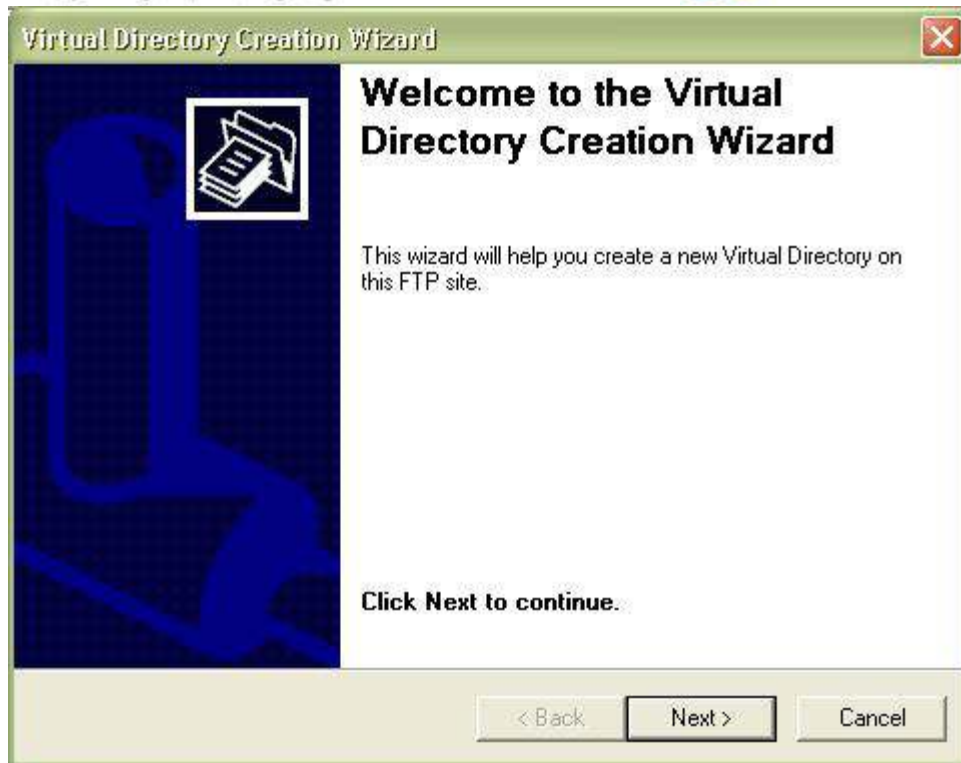 Virtual Directory Creation Wizard
Welcome to the Virtual
Directory Creation Wizard
This wizard will help you create a new Virtual Directory on
this FTP site.
Click Next to continue.
< Back
Next >
Cancel